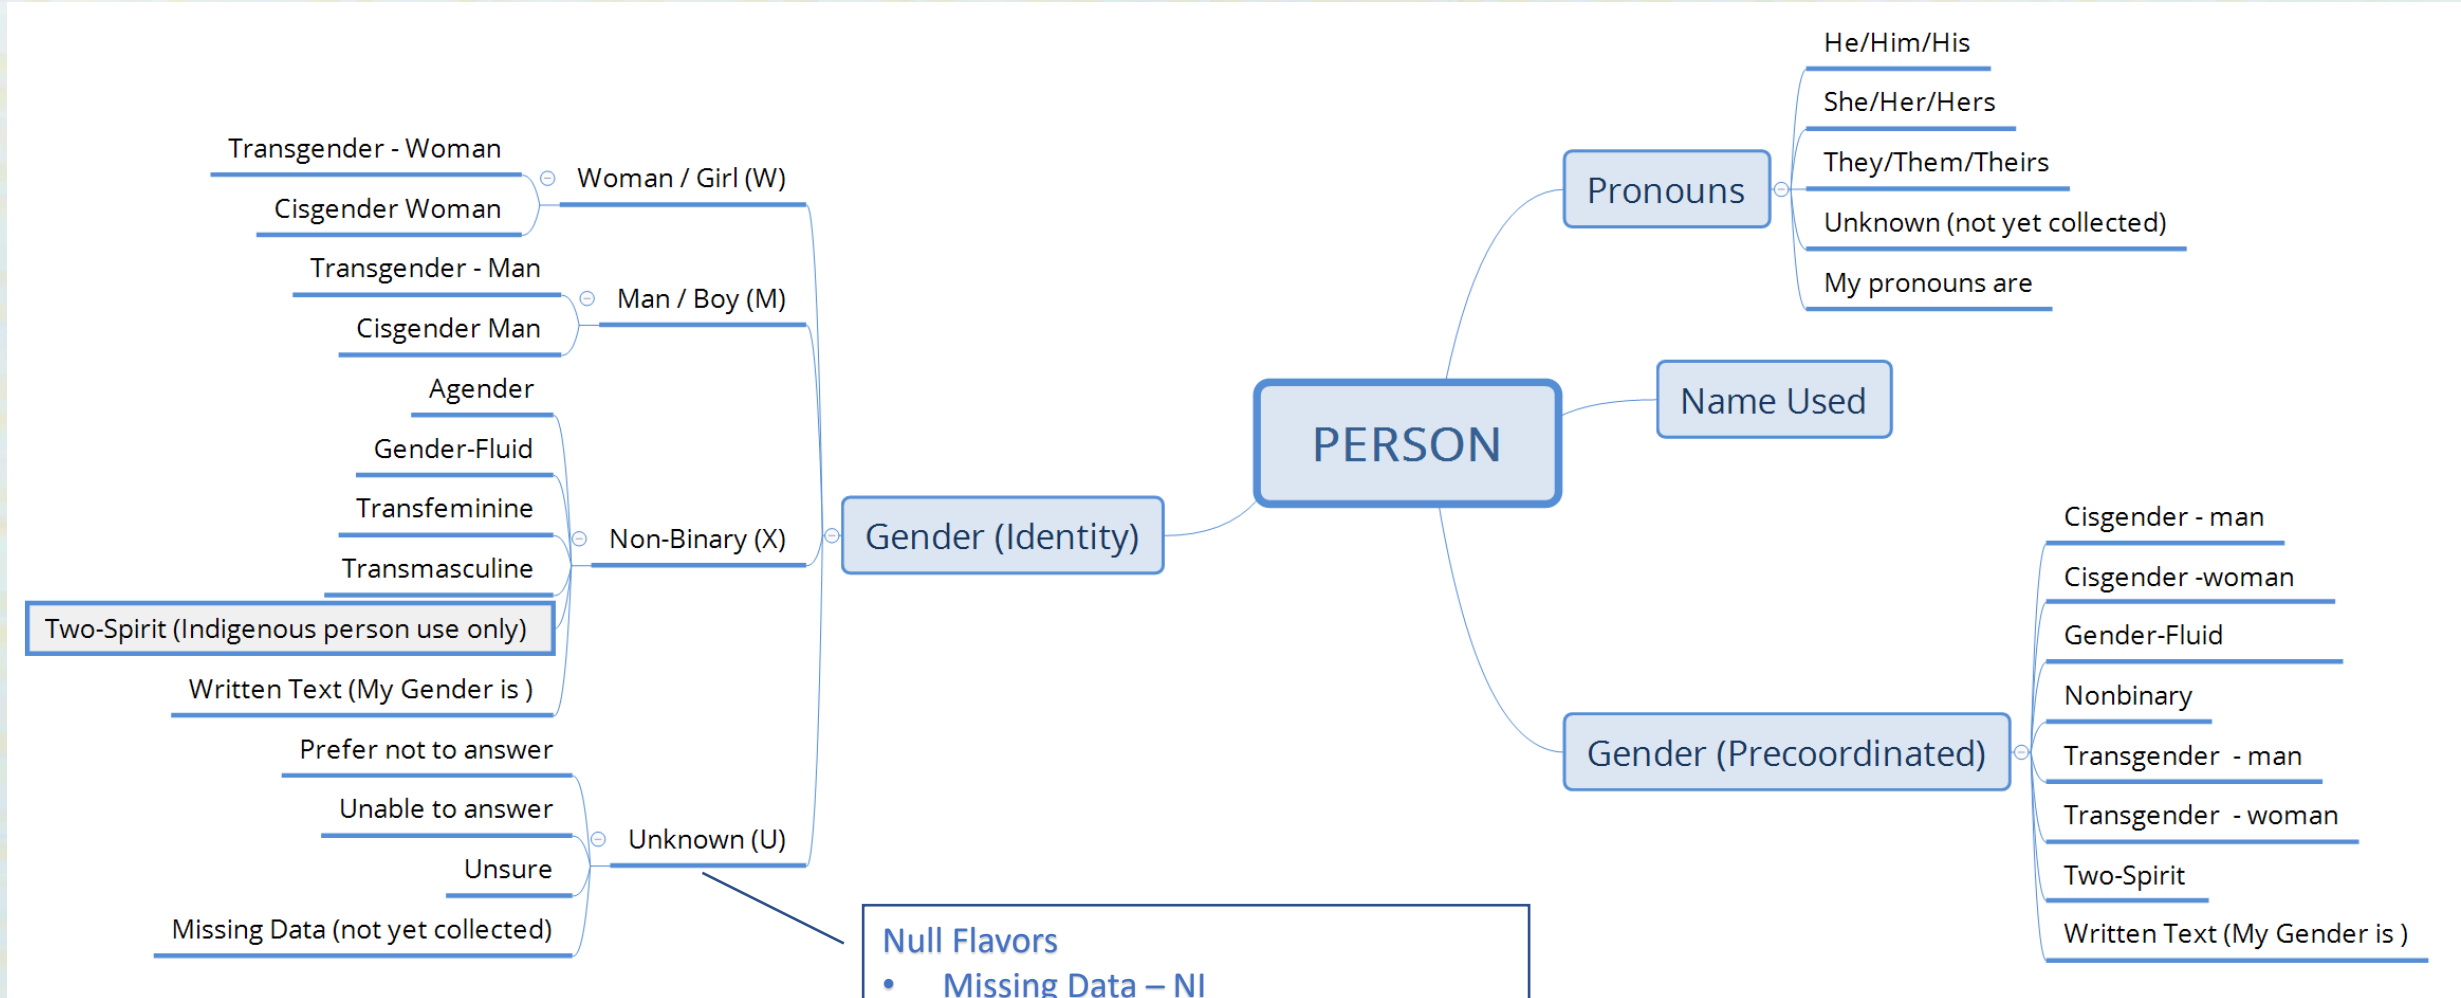 Transgender - Woman
Cisgender Woman
Woman / Girl (W)
Transgender - Man
Cisgender Man
Man / Boy (M)
Agender
Gender-Fluid
Transfeminine
Transmasculine
Two-Spirit (Indigenous person use only)
Written Text (My Gender is )
Non-Binary (X)
Prefer not to answer
Unable to answer
Unsure
Missing Data (not yet collected)
Unknown (U)
Gender (Identity)
PERSON
Pronouns
He/Him/His
She/Her/Hers
They/Them/Theirs
Unknown (not yet collected)
My pronouns are
Name Used
Gender (Precoordinated)
Cisgender - man
Cisgender -woman
Gender-Fluid
Nonbinary
Transgender  - man
Transgender  - woman
Two-Spirit
Written Text (My Gender is )
Null Flavors
• Missing Data – NI